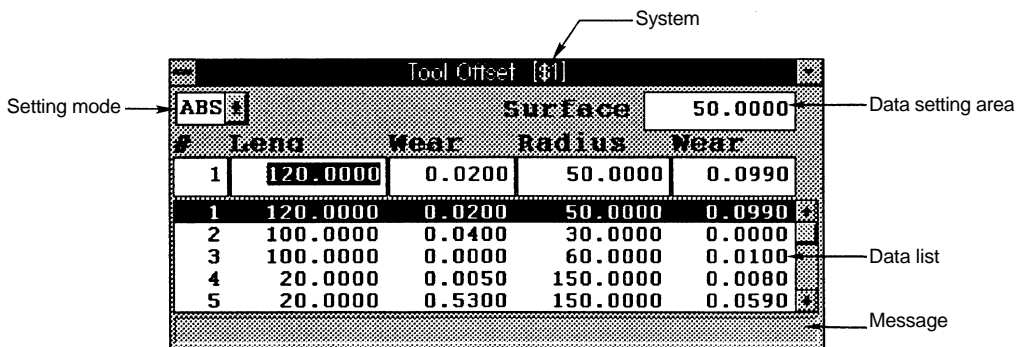 System
Tool Offset [$1]
Setting mode
ABS
Surface
50.0000
Data setting area
# Leng Wear Radius Wear
1 120.0000 0.0200 50.0000 0.0990
1 120.0000 0.0200 50.0000 0.0990
2 100.0000 0.0400 30.0000 0.0000
3 100.0000 0.0000 60.0000 0.0100
Data list
4 20.0000 0.0050 150.0000 0.0080
5 20.0000 0.5300 150.0000 0.0590
Message